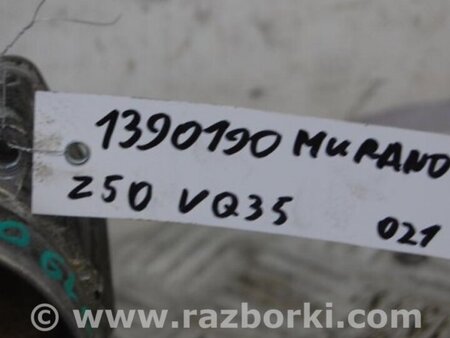 1390190 MURANO
Z50 VQ35 021
© www.razborki.com